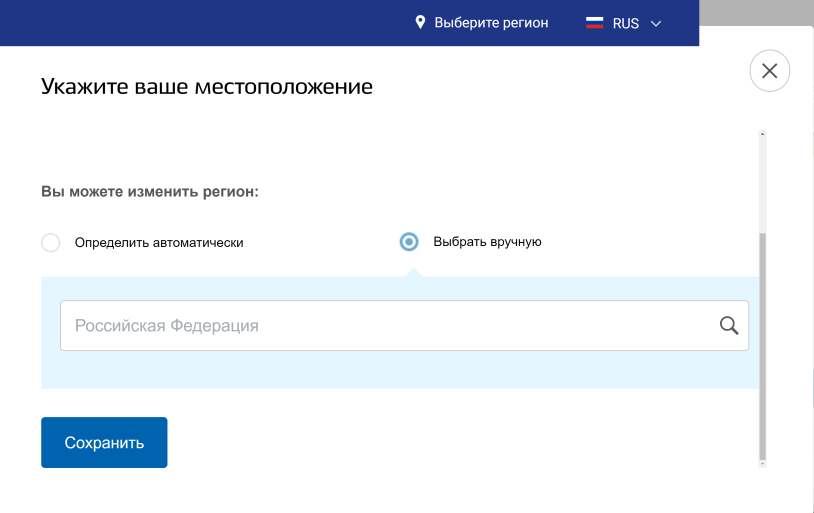 Выберите регион
RUS
Укажите ваше местоположение
Вы можете изменить регион:
Определить автоматически
Выбрать вручную
Российская Федерация
Сохранить